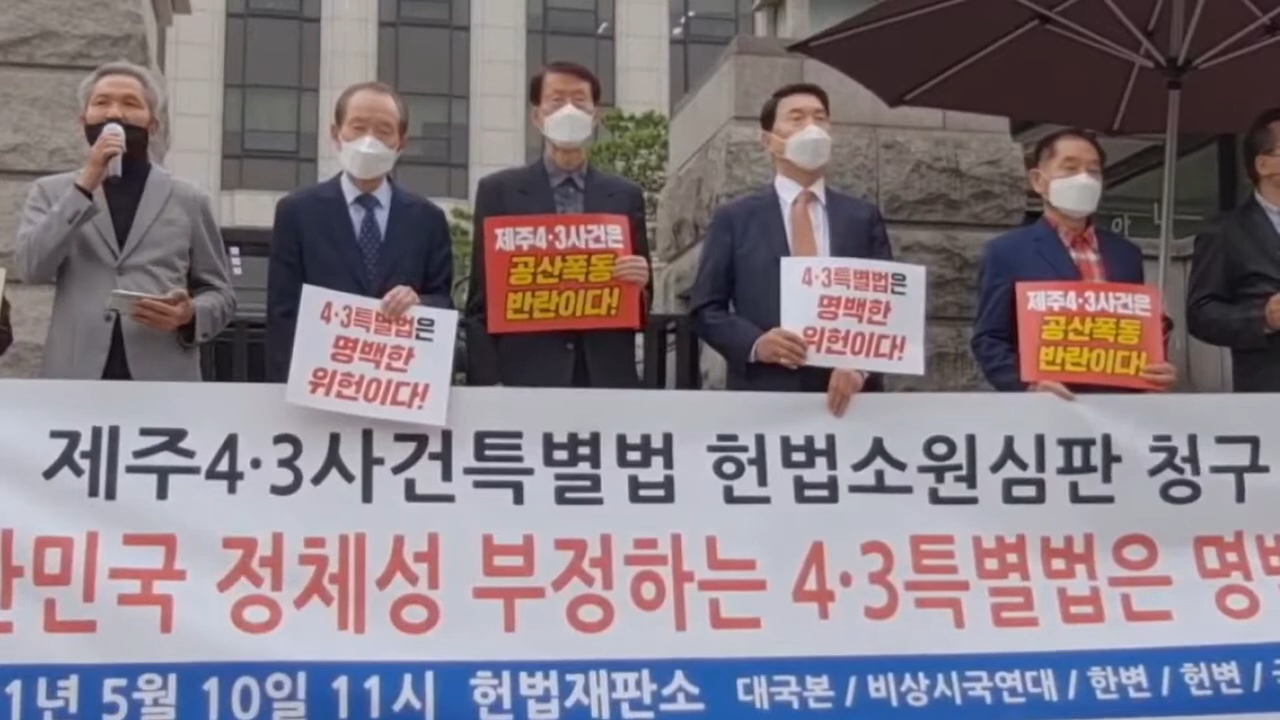 제주4·3사건은
공산폭동
반란이다!
4·3특별법은
명백한
위헌이다!
4·3특별법은
명백한
위헌이다!
제주4·3사건은
공산폭동
반란이다!
제주4·3사건특별법 헌법소원심판 청구
한민국 정체성 부정하는 4·3특별법은 명백
1년 5월 10일 11시 헌법재판소 대국본 / 비상시국연대 / 한변 / 헌변 /